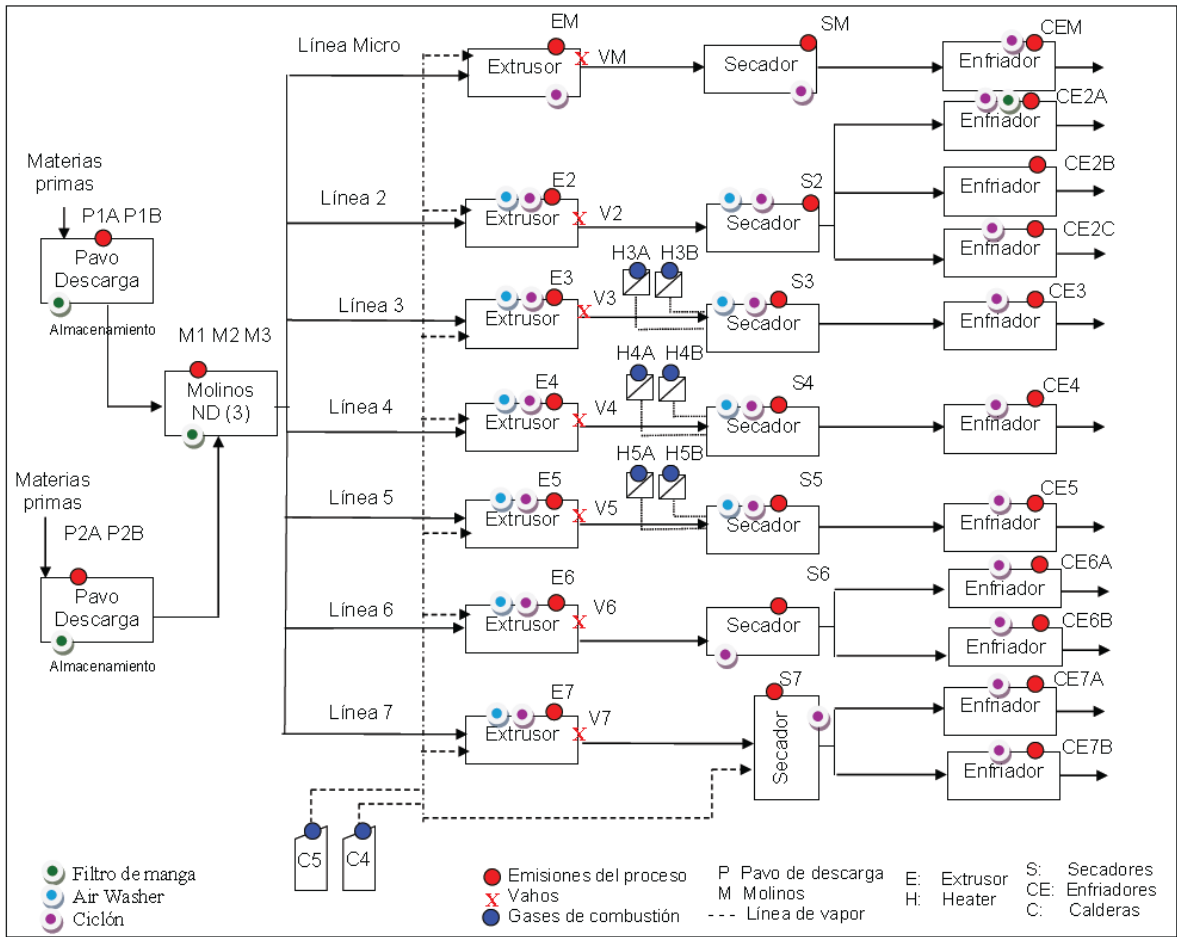 Línea Micro
EM
Extrusor
X VM
SM
Secador
CEM
Enfriador
CE2A
Enfriador
Materias
primas
P1A P1B
Pavo
Descarga
Almacenamiento
Línea 2
E2
Extrusor
X V2
S2
Secador
CE2B
Enfriador
CE2C
Enfriador
Línea 3
E3
Extrusor
X V3
H3A H3B
S3
Secador
CE3
Enfriador
M1 M2 M3
Molinos
ND (3)
Línea 4
E4
Extrusor
X V4
H4A H4B
S4
Secador
CE4
Enfriador
Línea 5
E5
Extrusor
X V5
H5A H5B
S5
Secador
CE5
Enfriador
Materias
primas
P2A P2B
Pavo
Descarga
Almacenamiento
Línea 6
E6
Extrusor
X V6
S6
Secador
CE6A
Enfriador
CE6B
Enfriador
Línea 7
E7
Extrusor
X V7
S7
Secador
CE7A
Enfriador
CE7B
Enfriador
C5
C4
Filtro de manga
Air Washer
Ciclón
Emisiones del proceso
X Vahos
Gases de combustión
P Pavo de descarga
M Molinos
--- Línea de vapor
E: Extrusor
H: Heater
S: Secadores
CE: Enfriadores
C: Calderas